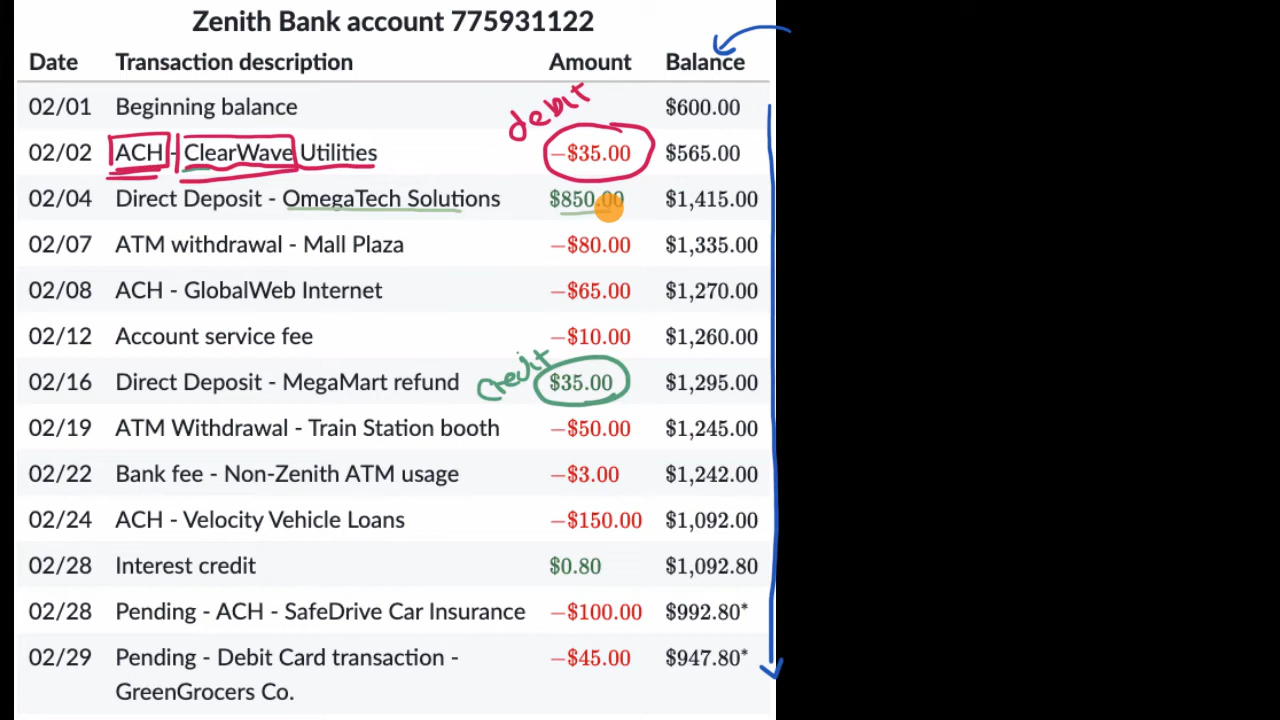 Zenith Bank account 775931122
Date Transaction description Amount Balance
02/01 Beginning balance $600.00
debit
02/02 ACH - ClearWave Utilities −$35.00 $565.00
02/04 Direct Deposit - OmegaTech Solutions $850.00 $1,415.00
02/07 ATM withdrawal - Mall Plaza −$80.00 $1,335.00
02/08 ACH - GlobalWeb Internet −$65.00 $1,270.00
02/12 Account service fee −$10.00 $1,260.00
02/16 Direct Deposit - MegaMart refund credit $35.00 $1,295.00
02/19 ATM Withdrawal - Train Station booth −$50.00 $1,245.00
02/22 Bank fee - Non-Zenith ATM usage −$3.00 $1,242.00
02/24 ACH - Velocity Vehicle Loans −$150.00 $1,092.00
02/28 Interest credit $0.80 $1,092.80
02/28 Pending - ACH - SafeDrive Car Insurance −$100.00 $992.80*
02/29 Pending - Debit Card transaction - −$45.00 $947.80*
GreenGrocers Co.